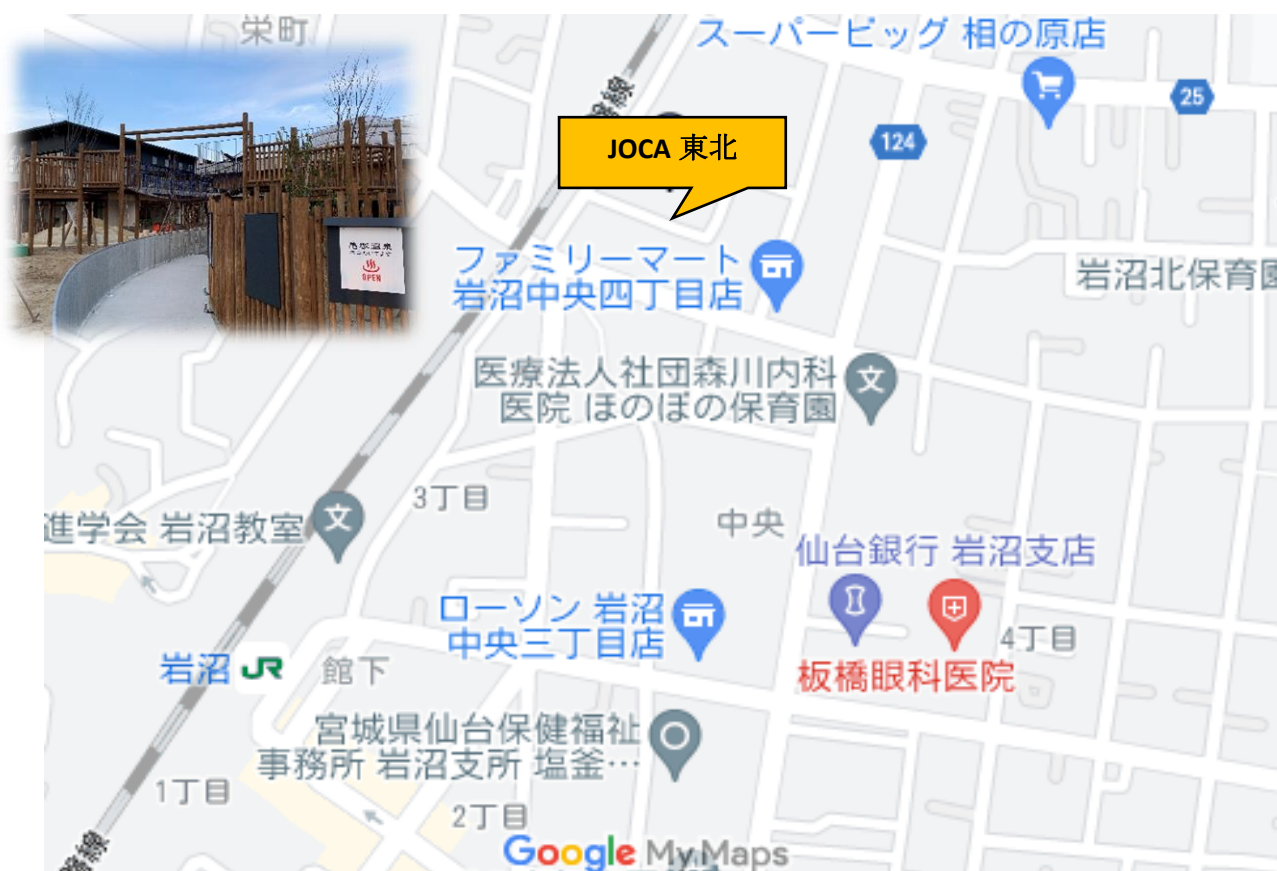 栄町
スーパービッグ 相の原店
25
124
JOCA 東北
OPEN
ファミリーマート
岩沼中央四丁目店
岩沼北保育園
医療法人社団森川内科
医院 ほのぼの保育園
文
3丁目
進学会 岩沼教室
文
中央
仙台銀行 岩沼支店
ローソン 岩沼
中央三丁目店
4丁目
板橋眼科医院
岩沼 JR
館下
宮城県仙台保健福祉
事務所 岩沼支所 塩釜…
1丁目
2丁目
Google My Maps